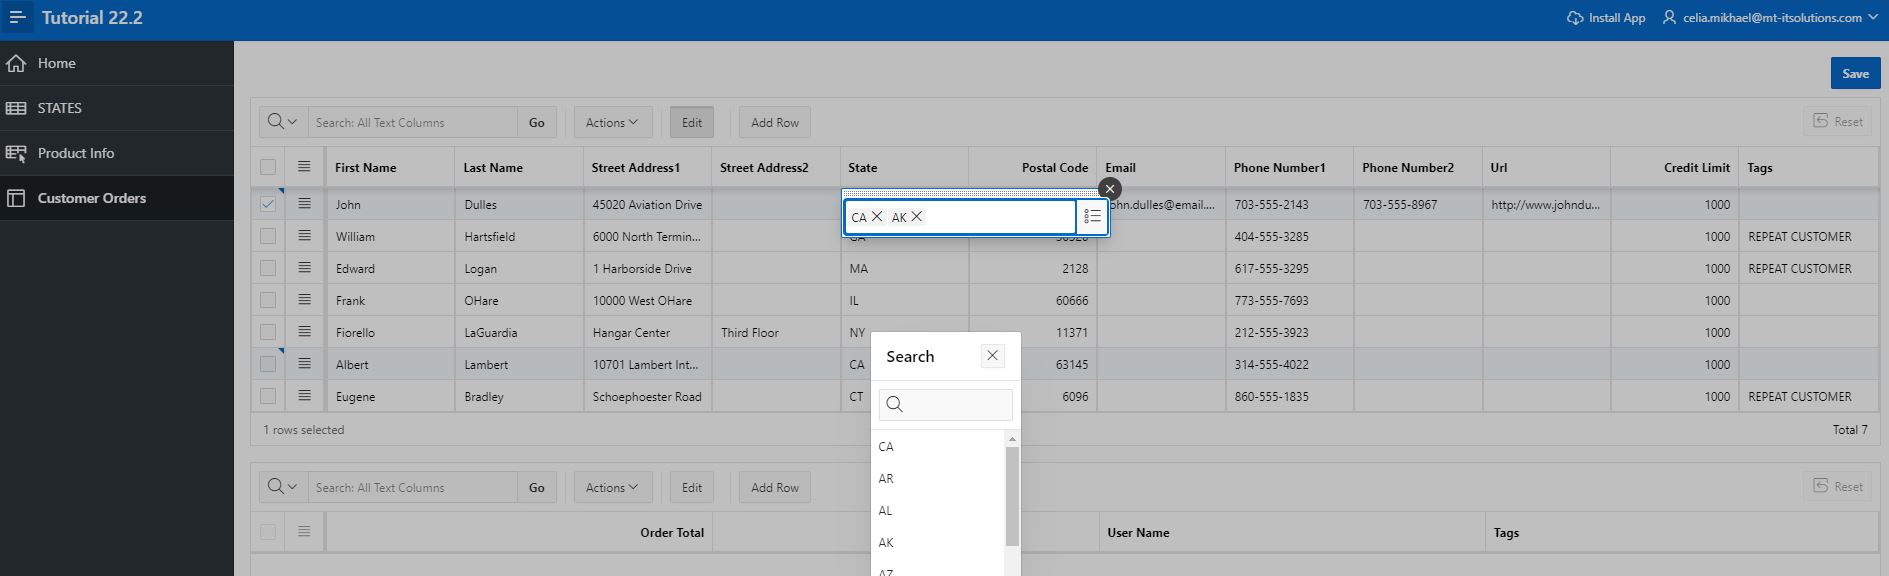 Tutorial 22.2
Install App
celia.mikhael@mt-itsolutions.com
Home
STATES
Product Info
Customer Orders
Save
Search: All Text Columns Go Actions Edit Add Row Reset
First Name Last Name Street Address1 Street Address2 State Postal Code Email Phone Number1 Phone Number2 Url Credit Limit Tags
John Dulles 45020 Aviation Drive CA AK john.dulles@email.... 703-555-2143 703-555-8967 http://www.johndu... 1000
William Hartsfield 6000 North Termin... 404-555-3285 1000 REPEAT CUSTOMER
Edward Logan 1 Harborside Drive MA 2128 617-555-3295 1000 REPEAT CUSTOMER
Frank OHare 10000 West OHare IL 60666 773-555-7693 1000
Fiorello LaGuardia Hangar Center Third Floor NY 11371 212-555-3923 1000
Albert Lambert 10701 Lambert Int... CA 63145 314-555-4022 1000
Eugene Bradley Schoephoester Road CT 6096 860-555-1835 1000 REPEAT CUSTOMER
1 rows selected Total 7
Search
CA
AR
AL
AK
AZ
Search: All Text Columns Go Actions Edit Add Row Reset
Order Total User Name Tags